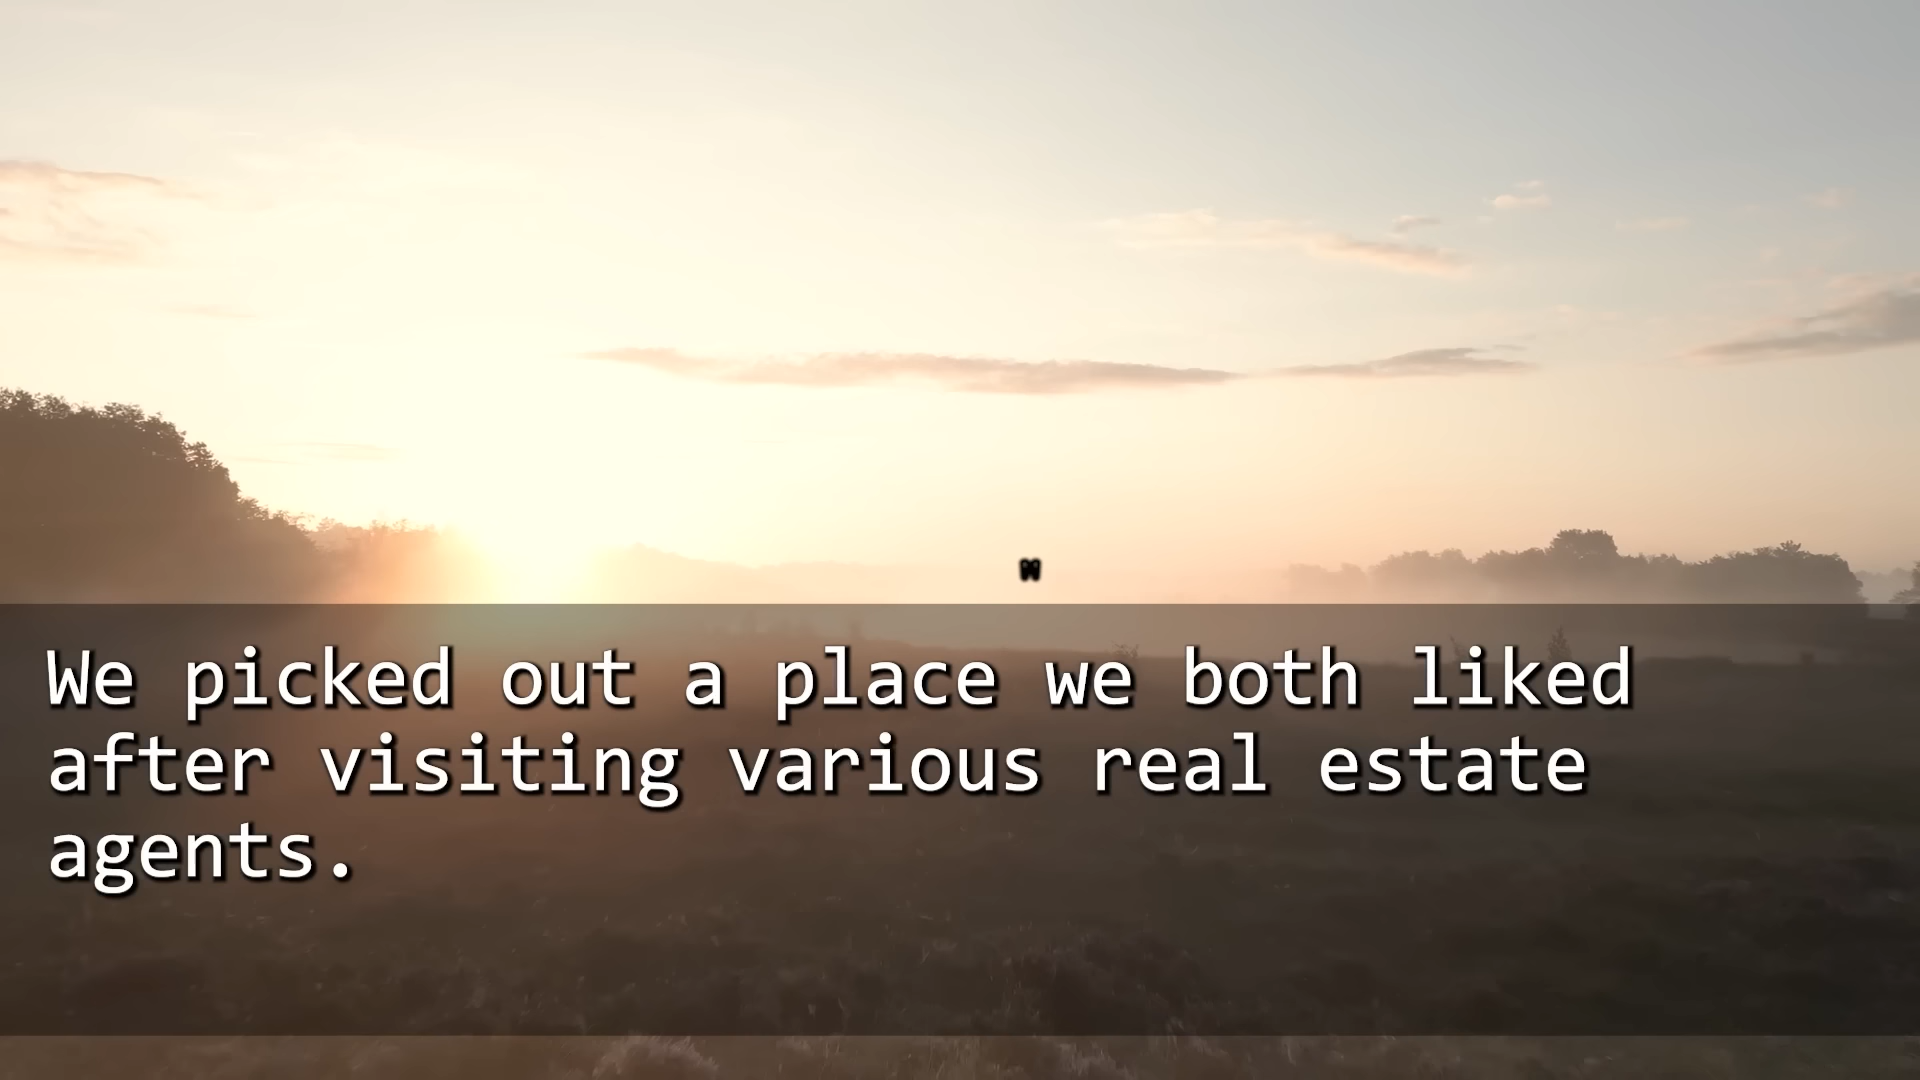 We picked out a place we both liked
after visiting various real estate
agents.